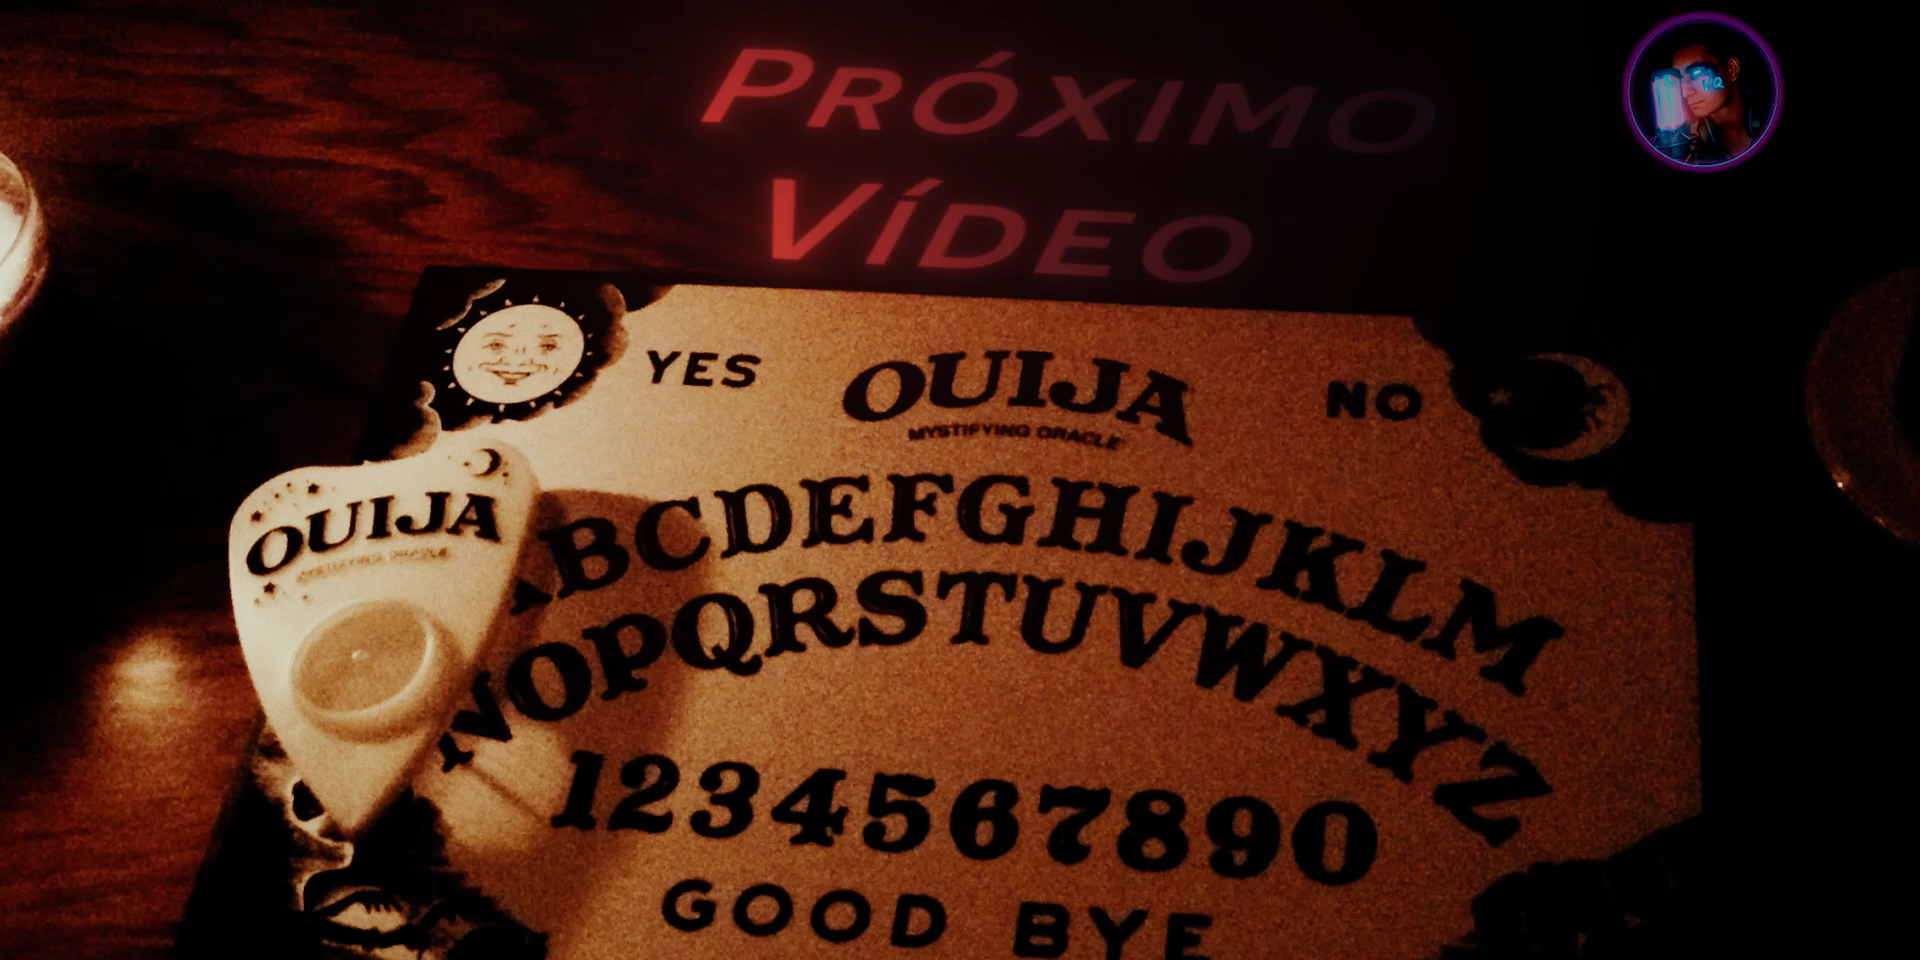 PRÓXIMO
VÍDEO
YES
OUIJA
NO
MYSTIFYING ORACLE
OUIJA
ABCDEFGHIJKLM
NOPQRSTUVWXYZ
1234567890
GOOD BYE